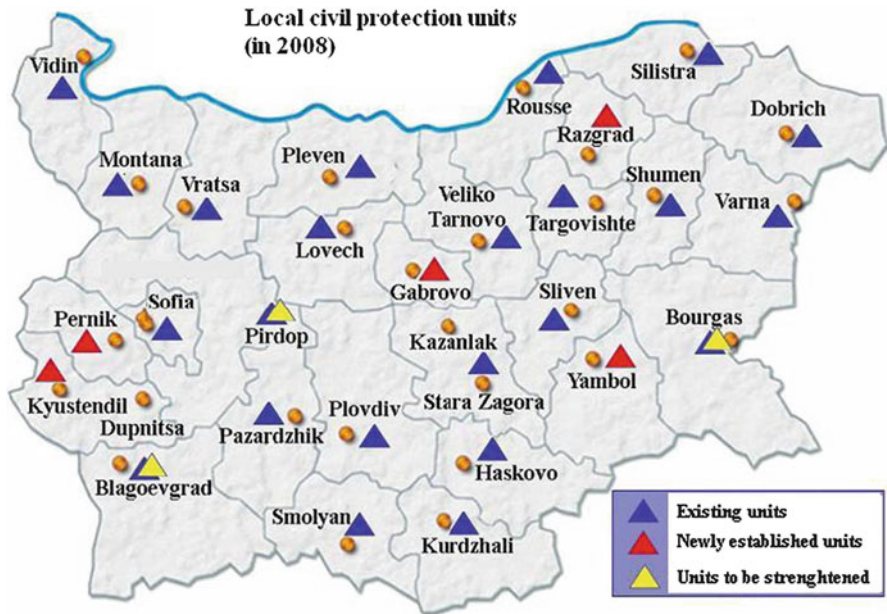 Local civil protection units
(in 2008)
Vidin
Silistra
Rousse
Dobrich
Razgrad
Montana
Pleven
Shumen
Vratsa
Veliko
Tarnovo
Targovishte
Varna
Lovech
Gabrovo
Sliven
Sofia
Pernik
Bourgas
Pirdop
Kazanlak
Yambol
Kyustendil
Stara Zagora
Dupnitsa
Plovdiv
Pazardzhik
Haskovo
Blagoevgrad
Smolyan
Kurdzhali
Existing units
Newly established units
Units to be strenghtened